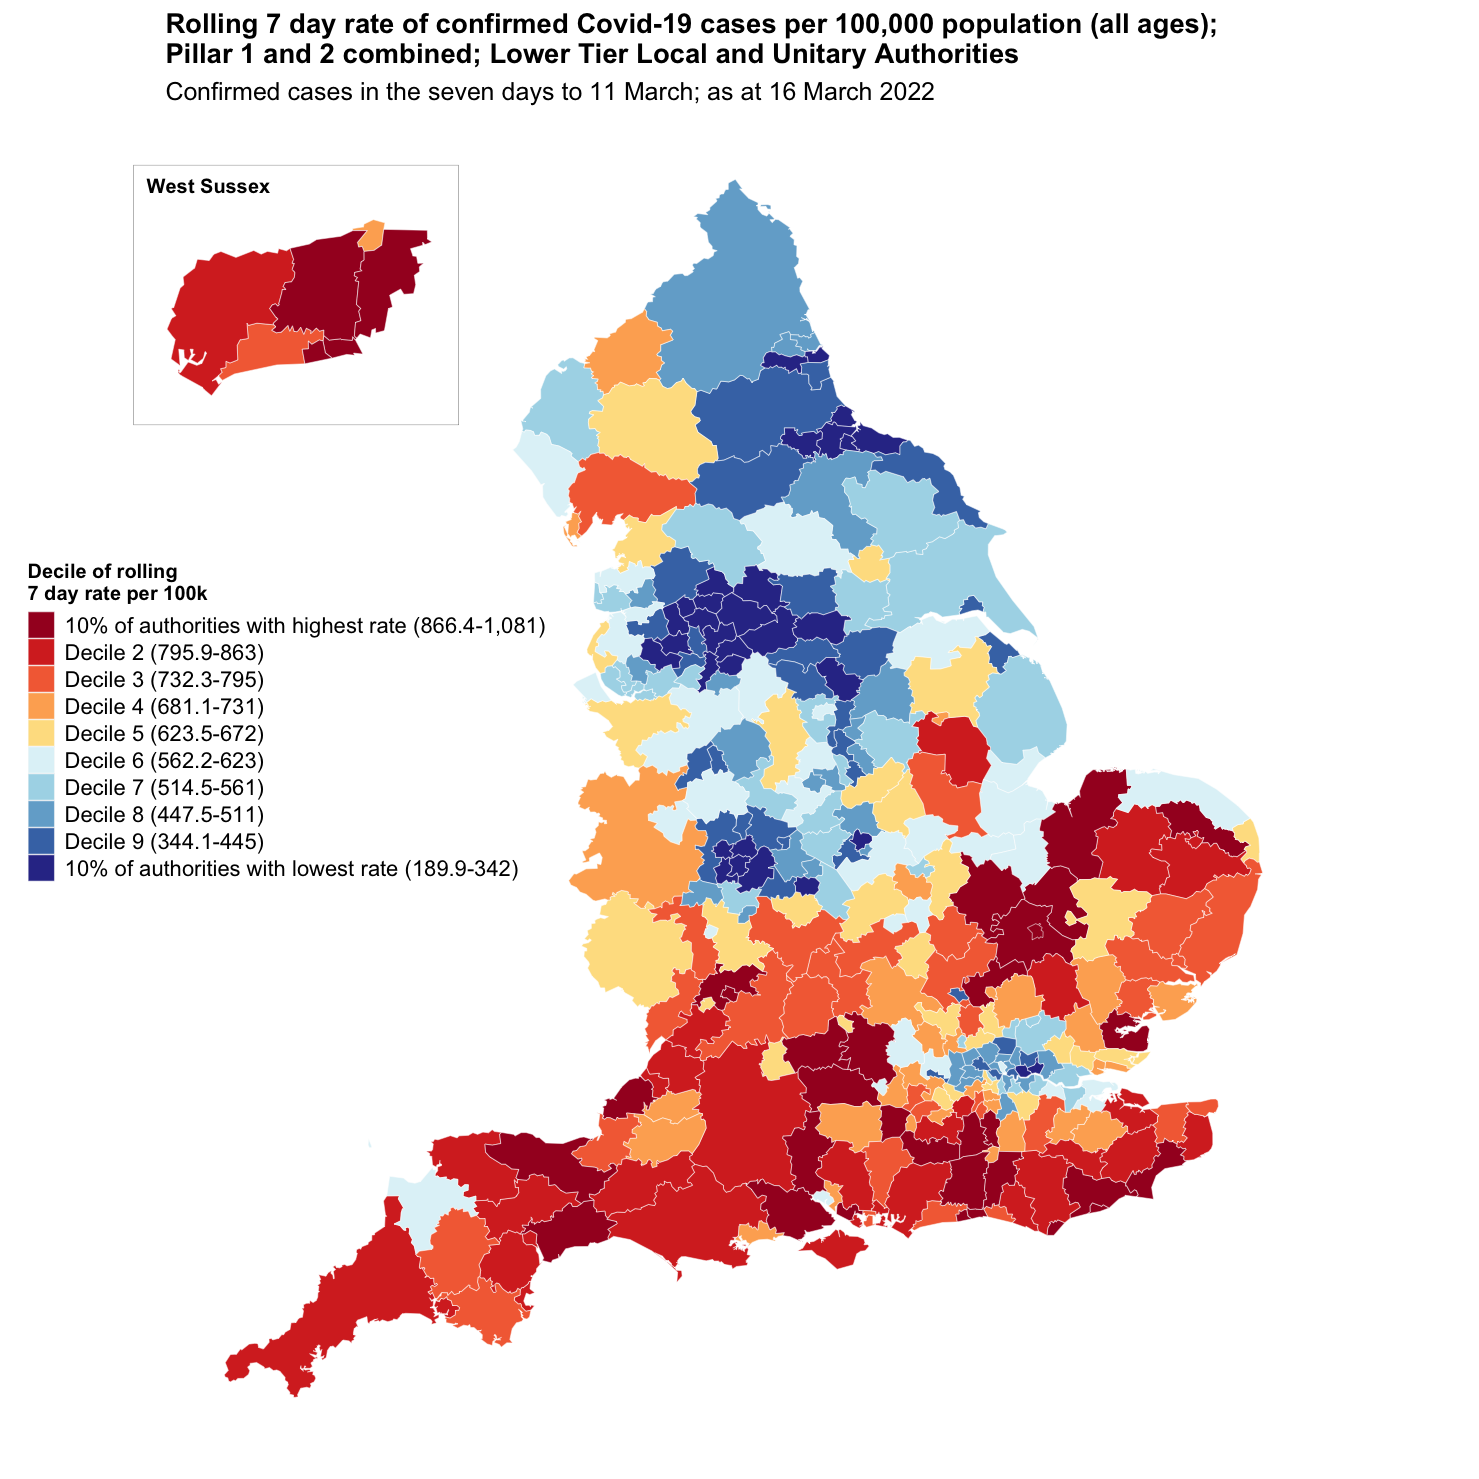 Rolling 7 day rate of confirmed Covid-19 cases per 100,000 population (all ages);
Pillar 1 and 2 combined; Lower Tier Local and Unitary Authorities
Confirmed cases in the seven days to 11 March; as at 16 March 2022
West Sussex
Decile of rolling
7 day rate per 100k
10% of authorities with highest rate (866.4-1,081)
Decile 2 (795.9-863)
Decile 3 (732.3-795)
Decile 4 (681.1-731)
Decile 5 (623.5-672)
Decile 6 (562.2-623)
Decile 7 (514.5-561)
Decile 8 (447.5-511)
Decile 9 (344.1-445)
10% of authorities with lowest rate (189.9-342)